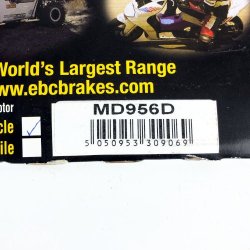 World's Largest Range
www.ebcbrakes.com
otor
MD956D
cle
5 050953 309069
ile